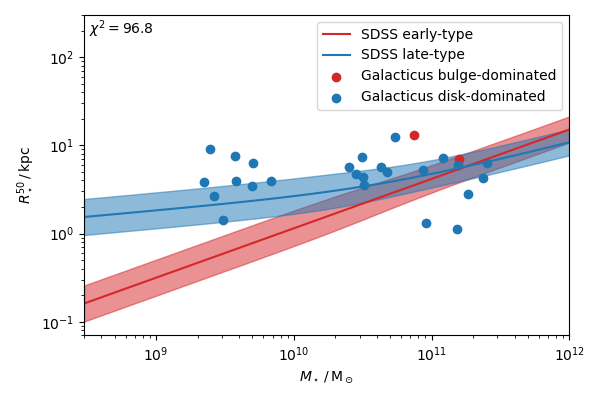 χ² = 96.8
SDSS early-type
SDSS late-type
Galacticus bulge-dominated
Galacticus disk-dominated
R⋆⁵⁰ / kpc
10²
10¹
10⁰
10⁻¹
10⁹
10¹⁰
10¹¹
10¹²
M⋆ / M⊙